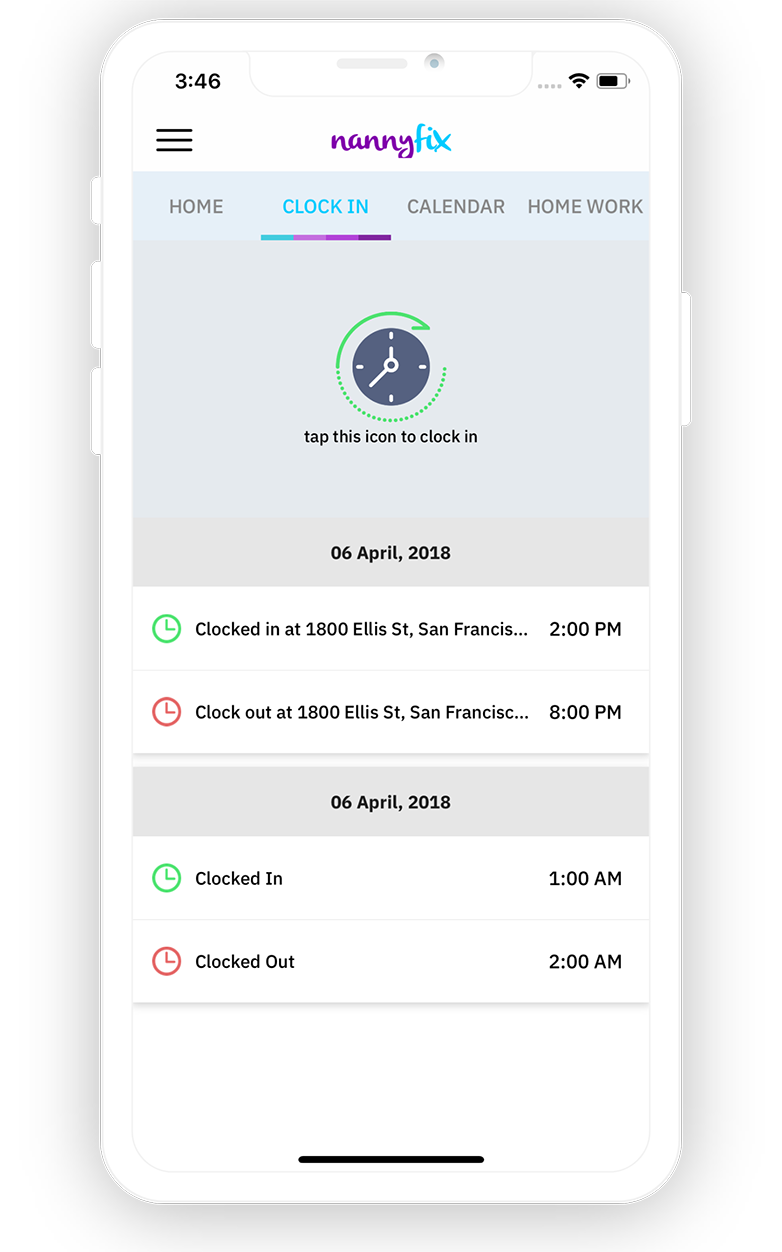 3:46
nannyfix
HOME CLOCK IN CALENDAR HOME WORK
tap this icon to clock in
06 April, 2018
Clocked in at 1800 Ellis St, San Francis... 2:00 PM
Clock out at 1800 Ellis St, San Francisc... 8:00 PM
06 April, 2018
Clocked In 1:00 AM
Clocked Out 2:00 AM